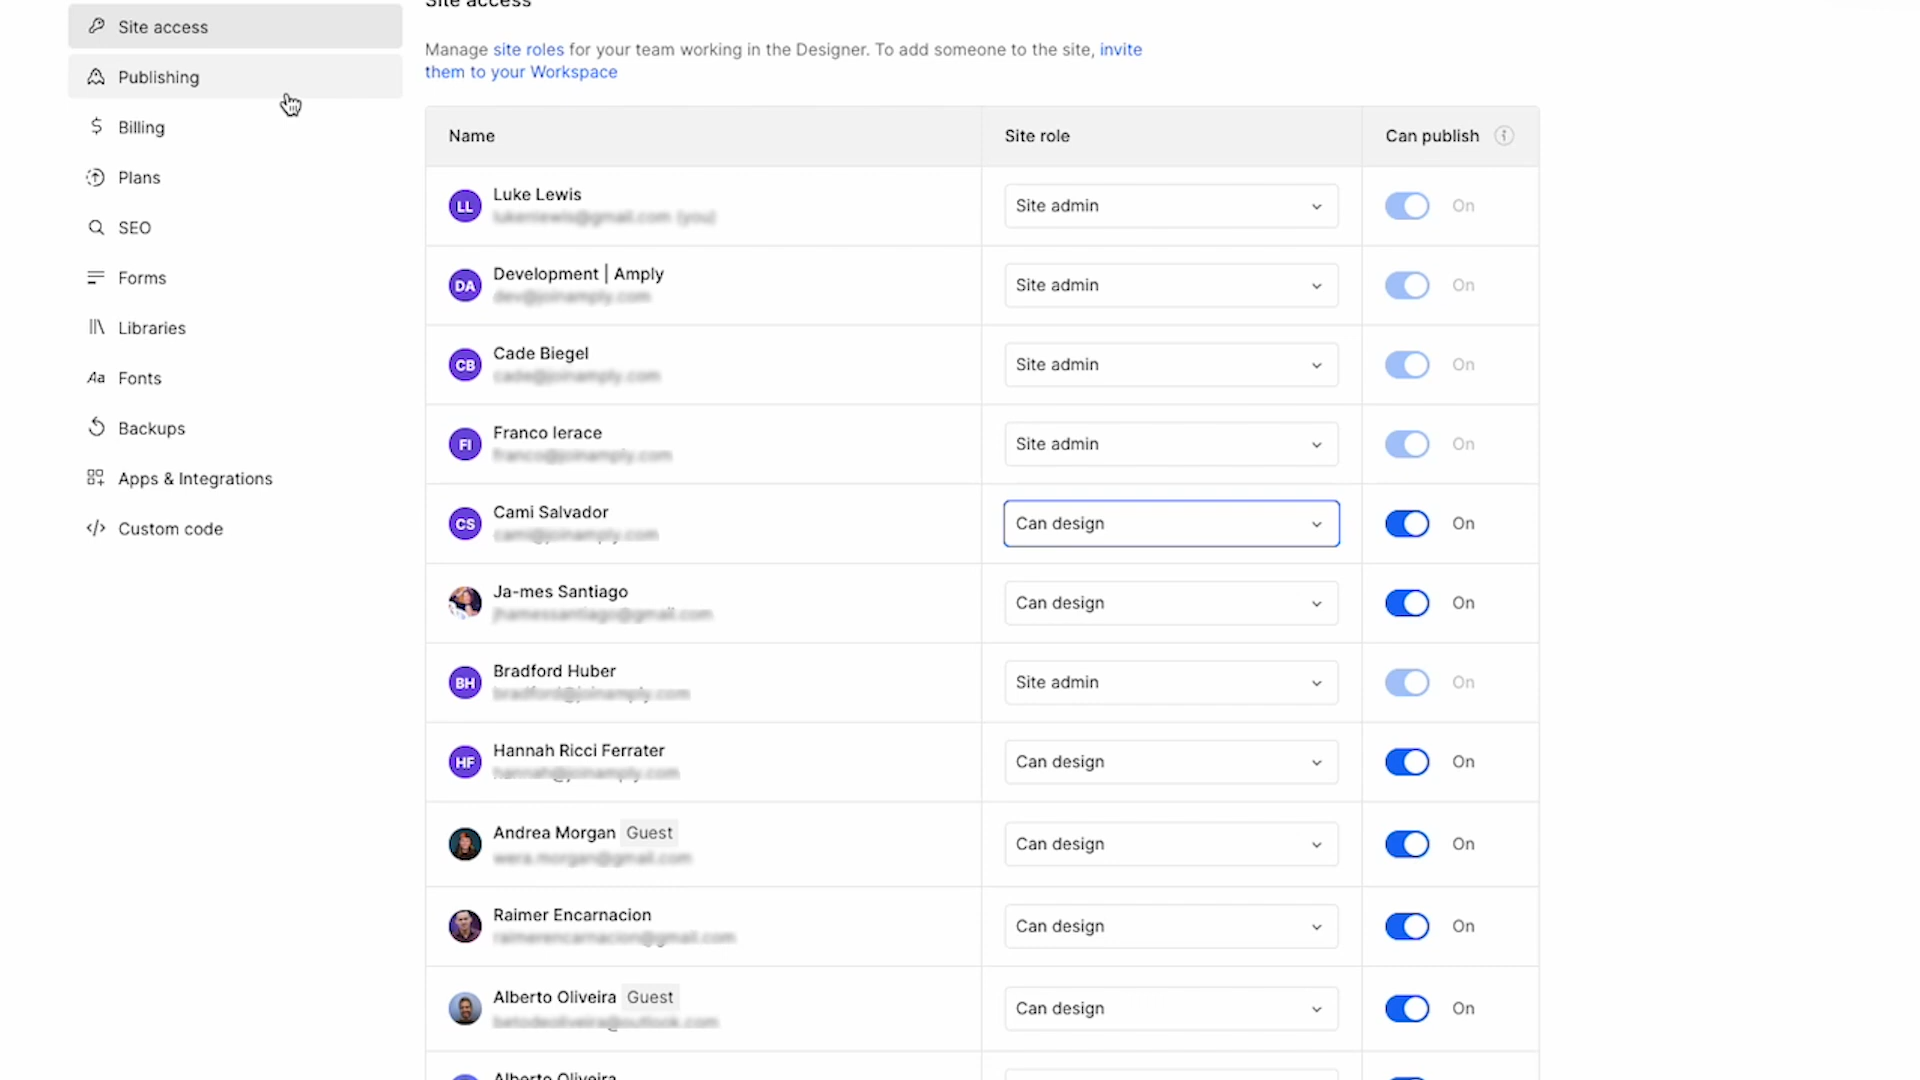 Site access
Site access
Publishing
Billing
Plans
SEO
Forms
Libraries
Aa Fonts
Backups
Apps & Integrations
</> Custom code
Manage site roles for your team working in the Designer. To add someone to the site, invite
them to your Workspace
Name Site role Can publish
LL Luke Lewis Site admin On
DA Development | Amply Site admin On
CB Cade Biegel Site admin On
FI Franco Ierace Site admin On
CS Cami Salvador Can design On
Ja-mes Santiago Can design On
BH Bradford Huber Site admin On
HF Hannah Ricci Ferrater Can design On
Andrea Morgan Guest Can design On
Raimer Encarnacion Can design On
Alberto Oliveira Guest Can design On
Alberto Oliveira